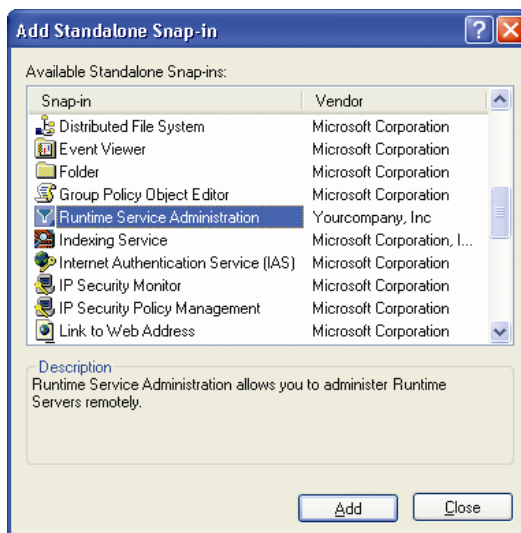 Add Standalone Snap-in
Available Standalone Snap-ins:
Snap-in Vendor
Distributed File System Microsoft Corporation
Event Viewer Microsoft Corporation
Folder Microsoft Corporation
Group Policy Object Editor Microsoft Corporation
Runtime Service Administration Yourcompany, Inc
Indexing Service Microsoft Corporation, I...
Internet Authentication Service (IAS) Microsoft Corporation
IP Security Monitor Microsoft Corporation
IP Security Policy Management Microsoft Corporation
Link to Web Address Microsoft Corporation
Description
Runtime Service Administration allows you to administer Runtime
Servers remotely.
Add Close